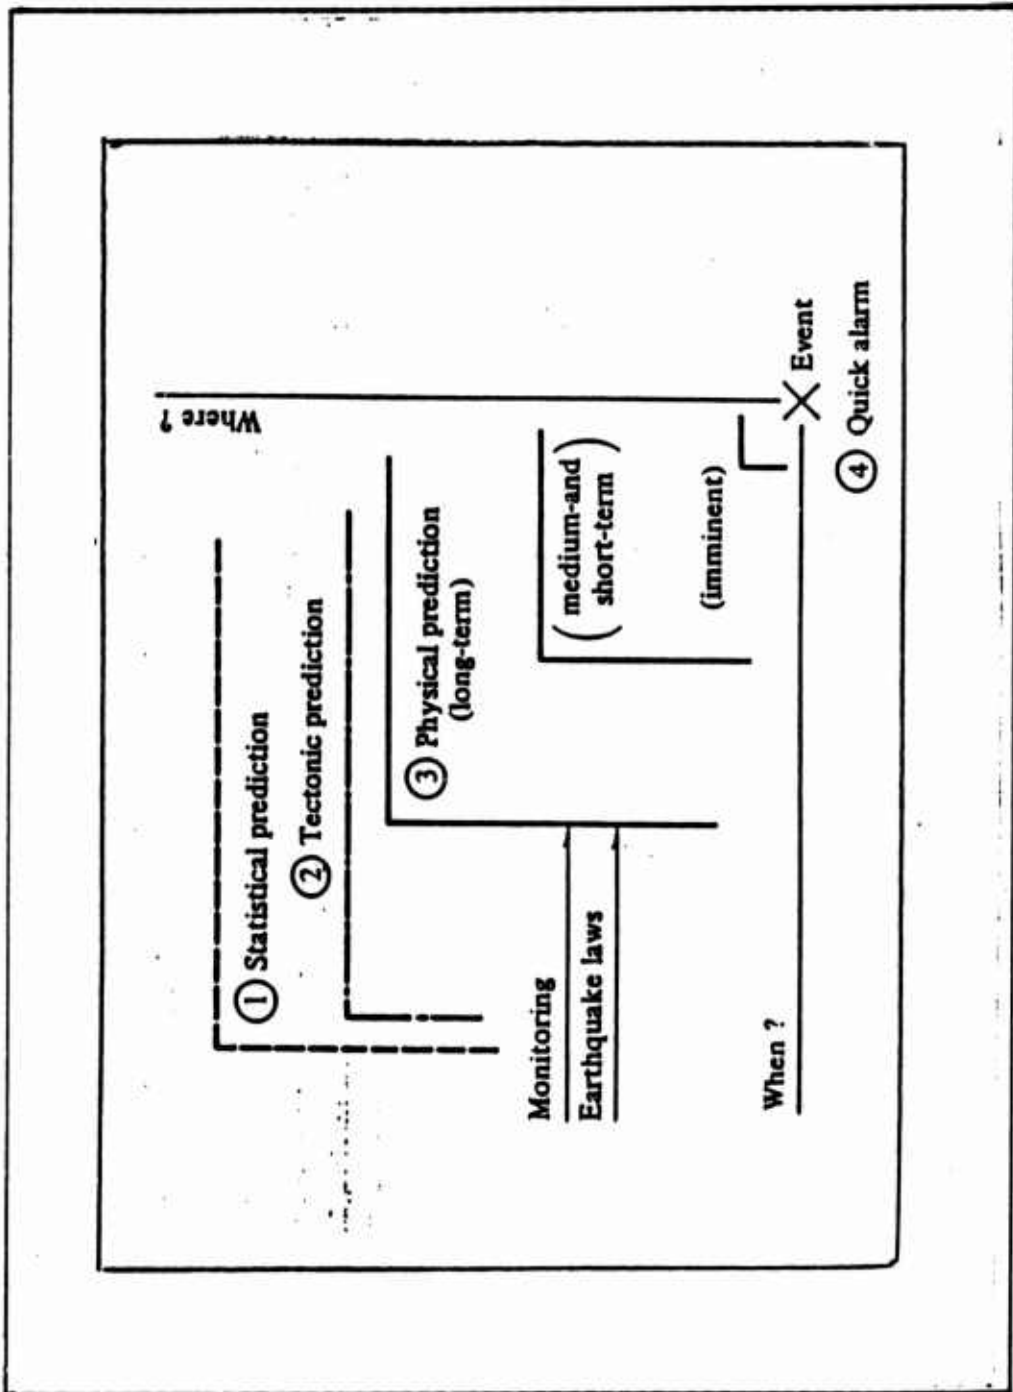 Where ?
① Statistical prediction
② Tectonic prediction
③ Physical prediction
(long-term)
( medium-and
short-term )
Monitoring
Earthquake laws
(imminent)
When ?
Event
④ Quick alarm